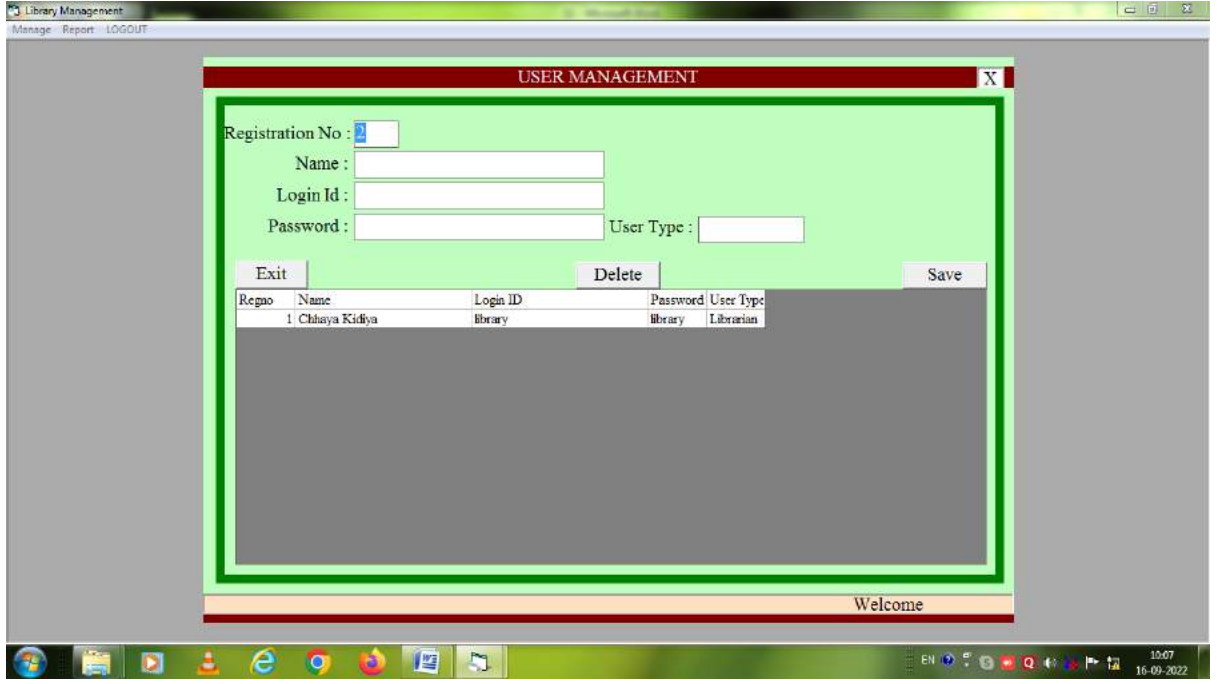 Library Management
Manage Report LOGOUT
USER MANAGEMENT X
Registration No : 2
Name :
Login Id :
Password : User Type :
Exit Delete Save
Regno Name Login ID Password User Type
1 Chhaya Kidiya library library Librarian
Welcome
EN 10:07
16-09-2022